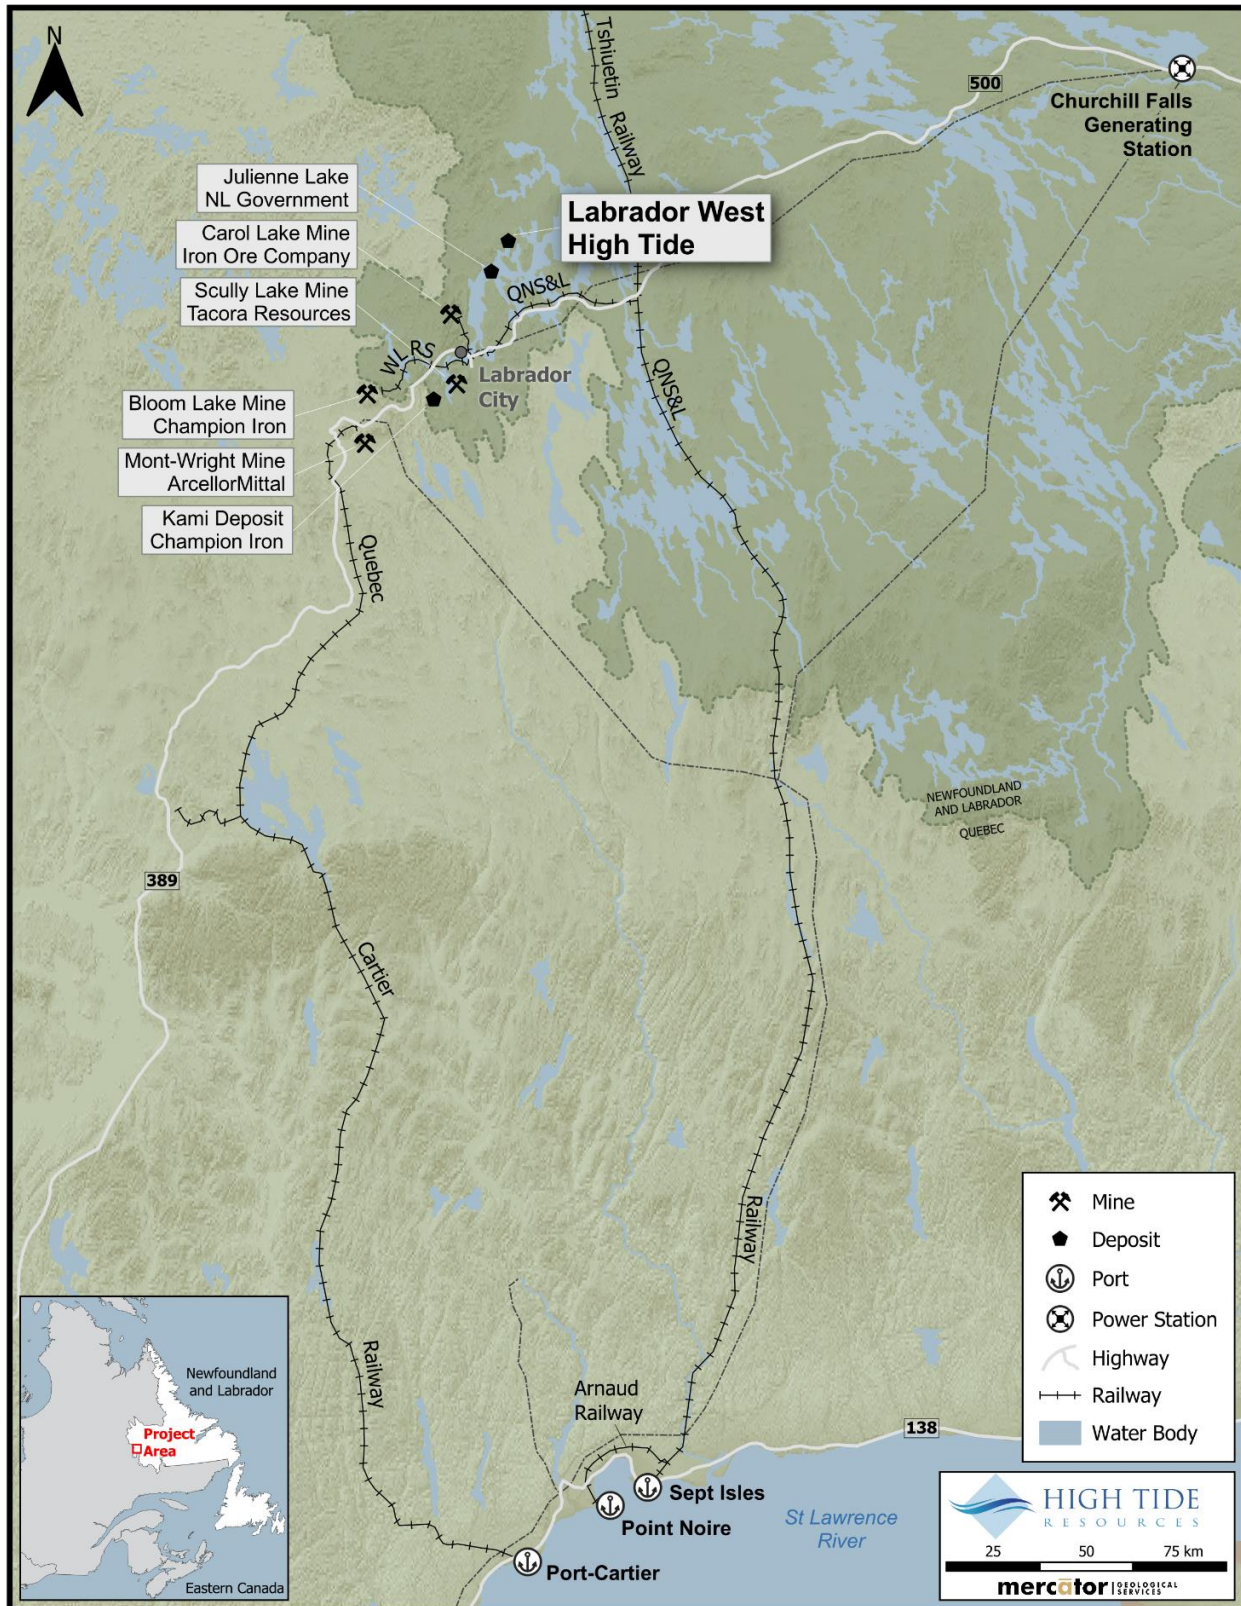 N
Tshiuetin Railway
500
Churchill Falls
Generating
Station
Julienne Lake
NL Government
Carol Lake Mine
Iron Ore Company
Scully Lake Mine
Tacora Resources
Labrador West
High Tide
QNS&L
WLRS
Labrador
City
QNS&L
Bloom Lake Mine
Champion Iron
Mont-Wright Mine
ArcellorMittal
Kami Deposit
Champion Iron
Quebec
NEWFOUNDLAND
AND LABRADOR
QUEBEC
389
Cartier
Railway
Railway
Arnaud
Railway
138
Sept Isles
Point Noire
Port-Cartier
St Lawrence
River
Mine
Deposit
Port
Power Station
Highway
Railway
Water Body
Newfoundland
and Labrador
Project
Area
Eastern Canada
HIGH TIDE
RESOURCES
25 50 75 km
mercator GEOLOGICAL
SERVICES